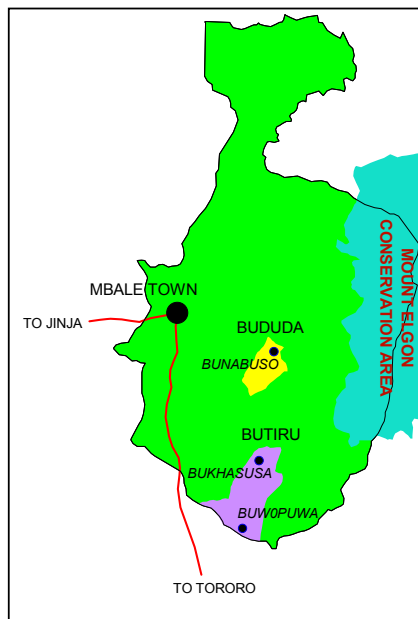 MOUNT ELGON
CONSERVATION AREA
MBALE TOWN
TO JINJA
BUDUDA
BUNABUSO
BUTIRU
BUKHASUSA
BUW0PUWA
TO TORORO